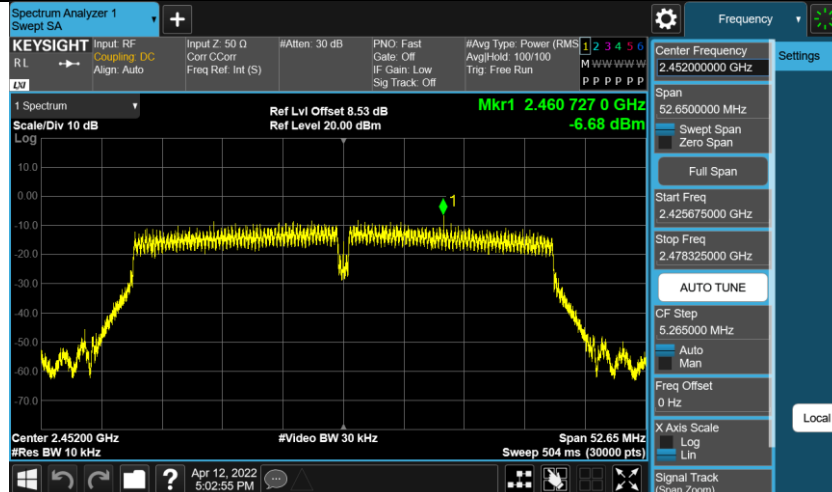 Spectrum Analyzer 1
Swept SA
+
Frequency
KEYSIGHT
RL
LXI
Input: RF
Coupling: DC
Align: Auto
Input Z: 50 Ω
Corr CCorr
Freq Ref: Int (S)
#Atten: 30 dB
PNO: Fast
Gate: Off
IF Gain: Low
Sig Track: Off
#Avg Type: Power (RMS
Avg|Hold: 100/100
Trig: Free Run
1 2 3 4 5 6
M W W W W W
P P P P P P
1 Spectrum
Scale/Div 10 dB
Log
Ref Lvl Offset 8.53 dB
Ref Level 20.00 dBm
Mkr1 2.460 727 0 GHz
-6.68 dBm
10.0
0.00
-10.0
-20.0
-30.0
-40.0
-50.0
-60.0
-70.0
1
Center 2.45200 GHz
#Res BW 10 kHz
#Video BW 30 kHz
Span 52.65 MHz
Sweep 504 ms (30000 pts)
Center Frequency
2.452000000 GHz
Span
52.6500000 MHz
Swept Span
Zero Span
Full Span
Start Freq
2.425675000 GHz
Stop Freq
2.478325000 GHz
AUTO TUNE
CF Step
5.265000 MHz
Auto
Man
Freq Offset
0 Hz
X Axis Scale
Log
Lin
Signal Track
(Span Zoom)
Settings
Local
?
Apr 12, 2022
5:02:55 PM